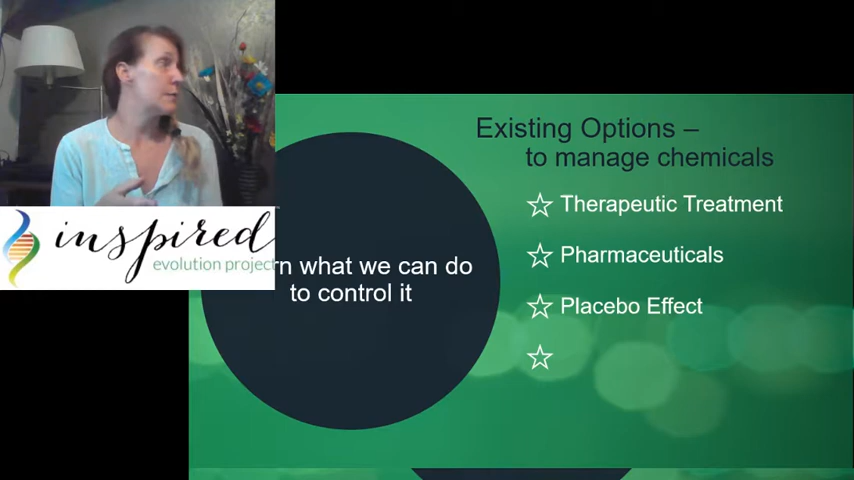 inspired
evolution project
n what we can do
to control it
Existing Options –
to manage chemicals
Therapeutic Treatment
Pharmaceuticals
Placebo Effect